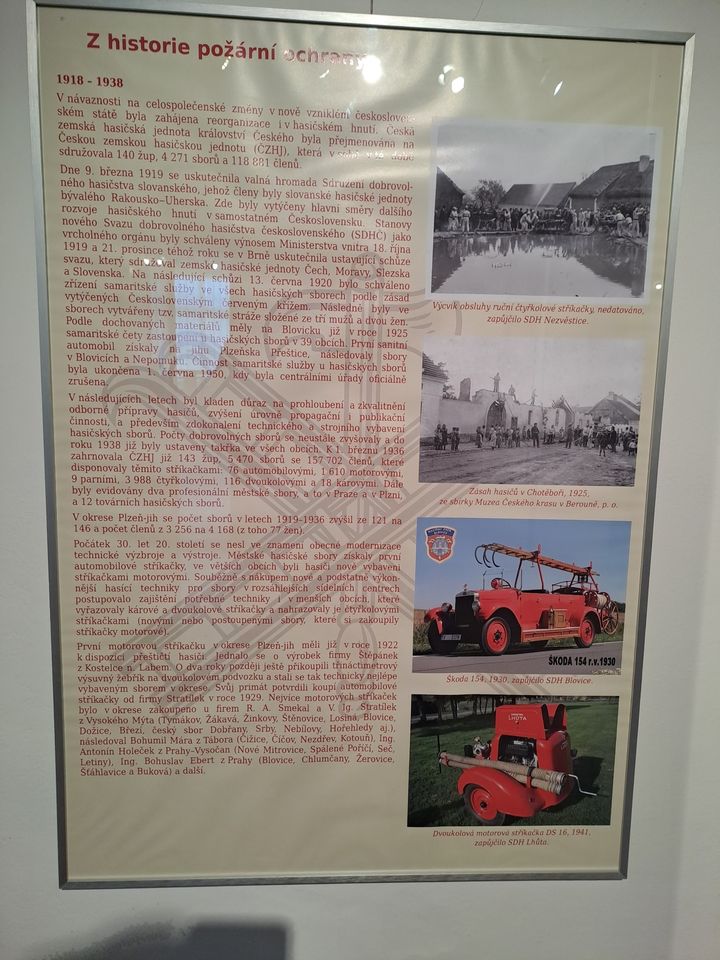 Z historie požární ochrany
1918 - 1938
V návaznosti na celospolečenské změny v nově vzniklém českosloven-
ském státě byla zahájena reorganizace i v hasičském hnutí. Česká
zemská hasičská jednota království Českého byla přejmenována na
Českou zemskou hasičskou jednotu (ČZHJ), která v sobě v té době
sdružovala 140 žup, 4 271 sborů a 118 881 členů.
Dne 9. března 1919 se uskutečnila valná hromada Sdružení dobrovol-
ného hasičstva slovanského, jehož členy byly slovanské hasičské jednoty
bývalého Rakousko–Uherska. Zde byly vytýčeny hlavní směry dalšího
rozvoje hasičského hnutí v samostatném Československu. Stanovy
nového Svazu dobrovolného hasičstva československého (SDHČ) jako
vrcholného orgánu byly schváleny výnosem Ministerstva vnitra 18. října
1919 a 21. prosince téhož roku se v Brně uskutečnila ustavující schůze
svazu, který sdružoval zemské hasičské jednoty Čech, Moravy, Slezska
a Slovenska. Na následující schůzi 13. června 1920 bylo schváleno
zřízení samaritské služby ve všech hasičských sborech podle zásad
vytýčených Československým červeným křížem. Následně byly ve
sborech vytvářeny tzv. samaritské stráže složené ze tří mužů a dvou žen.
Podle dochovaných materiálů měly na Blovicku již v roce 1925
samaritské čety zastoupení u hasičských sborů v 39 obcích. První sanitní
automobil získaly na jihu Plzeňska Přeštice, následovaly sbory
v Blovicích a Nepomuku. Činnost samaritské služby u hasičských sborů
byla ukončena 1. června 1950, kdy byla centrálními úřady oficiálně
zrušena.
V následujících letech byl kladen důraz na prohloubení a zkvalitnění
odborné přípravy hasičů, zvýšení úrovně propagační i publikační
činnosti, a především zdokonalení technického a strojního vybavení
hasičských sborů. Počty dobrovolných sborů se neustále zvyšovaly a do
roku 1938 již byly ustaveny takřka ve všech obcích. K 1. březnu 1936
zahrnovala ČZHJ již 143 žup, 5 470 sborů se 157 702 členů, které
disponovaly těmito stříkačkami: automobilovými, 1 610 motorovými,
9 parními, 3 988 čtyřkolovými, 116 dvoukolovými a 18 károvými. Dále
byly evidovány dva profesionální městské sbory, a to v Praze a v Plzni,
a 12 továrních hasičských sborů.
V okrese Plzeň-jih se počet sborů v letech 1919-1936 zvýšil ze 121 na
146 a počet členů z 3 256 na 4 168 (z toho 77 žen).
Počátek 30. let 20. století se nesl ve znamení obecné modernizace
technické výzbroje a výstroje. Městské hasičské sbory získaly první
automobilové stříkačky, ve větších obcích byli hasiči nově vybaveni
stříkačkami motorovými. Souběžně s nákupem nové a podstatně výkon-
nější hasící techniky pro sbory v rozsáhlejších sídelních centrech
postupovalo zajištění potřebné techniky i v menších obcích, které
vyřazovaly kárové a dvoukolové stříkačky a nahrazovaly je čtyřkolovými
stříkačkami (novými nebo postoupenými sbory, které si zakoupily
stříkačky motorové).
První motorovou stříkačku v okrese Plzeň-jih měli již v roce 1922
k dispozici přeštičtí hasiči. Jednalo se o výrobek firmy Štěpánek
z Kostelce n. Labem. O dva roky později ještě přikoupili třináctimetrový
výsuvný žebřík na dvoukolovém podvozku a stali se tak technicky nejlépe
vybaveným sborem v okrese. Svůj primát potvrdili koupí automobilové
stříkačky od firmy Stratílek v roce 1929. Nejvíce motorových stříkaček
bylo v okrese zakoupeno u firem R. A. Smekal a V. Ig. Stratílek
z Vysokého Mýta (Tymákov, Žákavá, Žinkovy, Štěnovice, Losiná, Blovice,
Dožice, Březí, český sbor Dobřany, Srby, Nebílovy, Hořehledy aj.),
následoval Bohumil Mára z Tábora (Čižice, Číčov, Nezdřev, Kotouň), Ing.
Antonín Holeček z Prahy–Vysočan (Nové Mitrovice, Spálené Poříčí, Seč,
Letiny), Ing. Bohuslav Ebert z Prahy (Blovice, Chlumčany, Žerovice,
Šťáhlavice a Buková) a další.
Výcvik obsluhy ruční čtyřkolové stříkačky, nedatováno,
zapůjčilo SDH Nezvěstice.
Zásah hasičů v Chotěboři, 1925,
ze sbírky Muzea Českého krasu v Berouně, p. o.
ŠKODA 154 r.v.1930
Škoda 154, 1930, zapůjčilo SDH Blovice.
LHŮTA
Dvoukolová motorová stříkačka DS 16, 1941,
zapůjčilo SDH Lhůta.